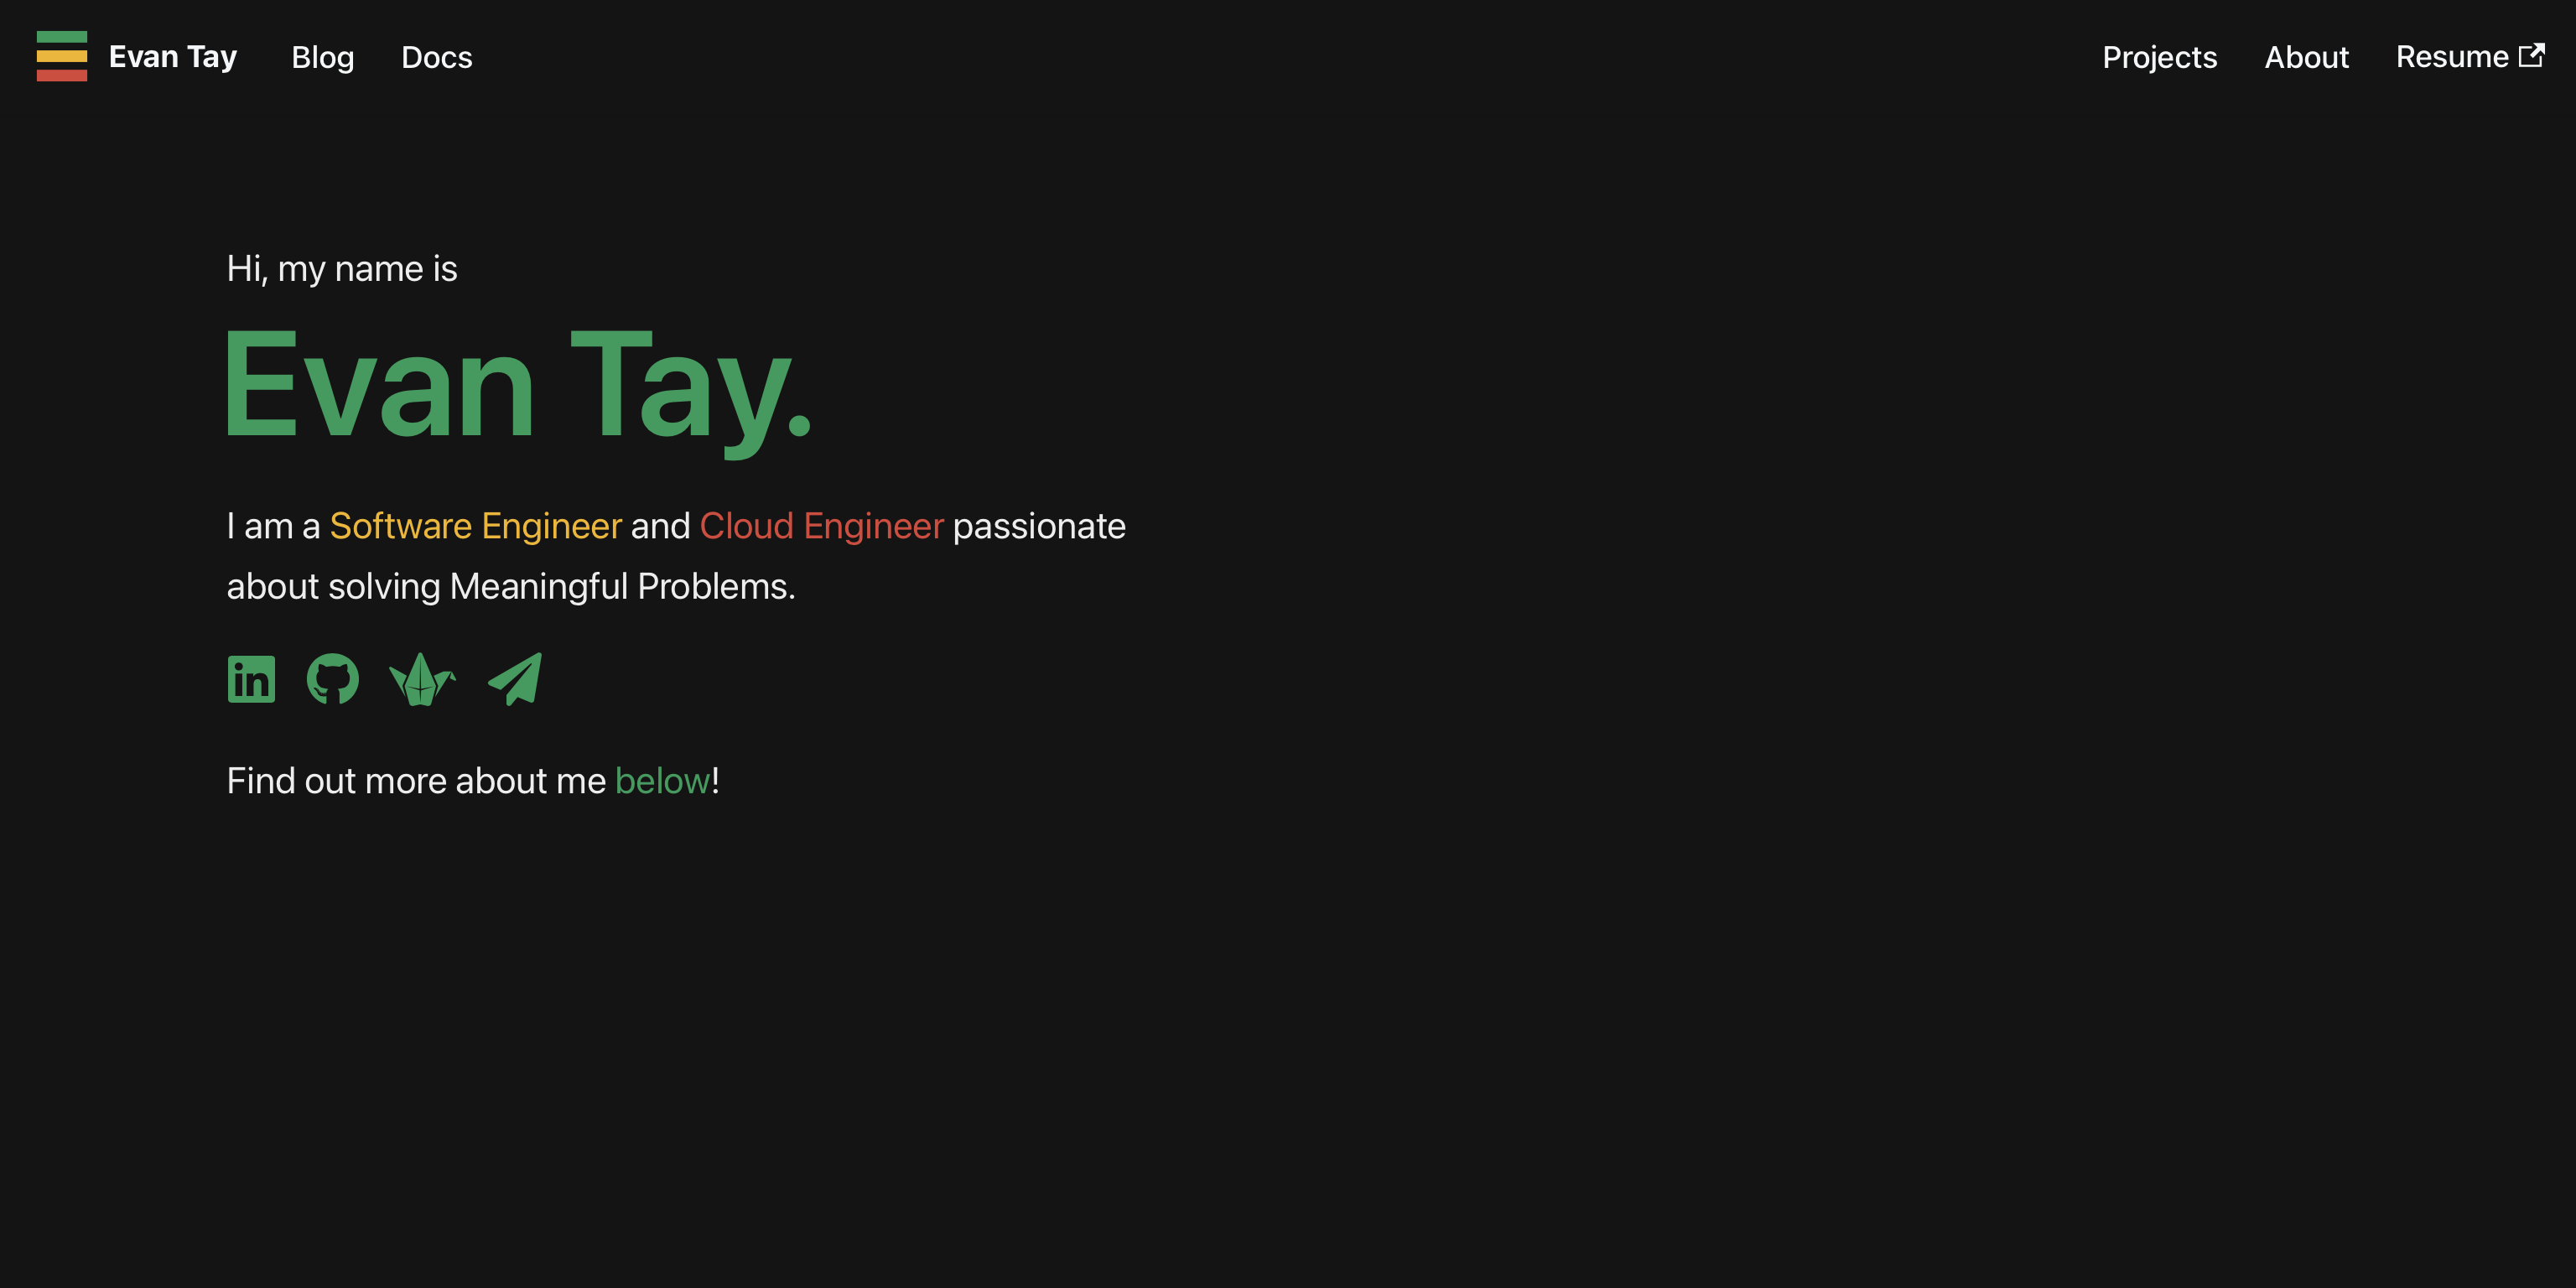 Evan Tay
Blog
Docs
Projects
About
Resume
Hi, my name is
Evan Tay.
I am a Software Engineer and Cloud Engineer passionate
about solving Meaningful Problems.
in
Find out more about me below!